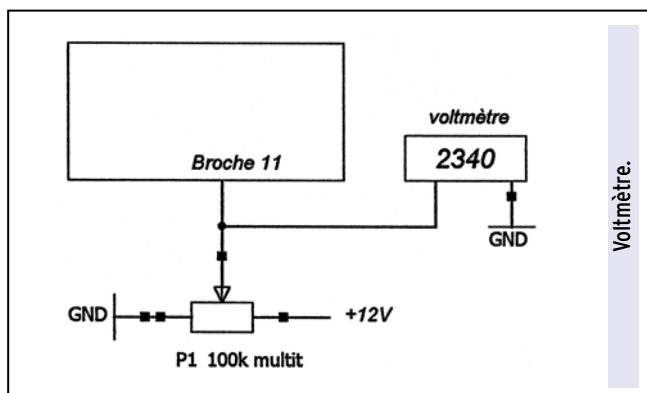 voltmètre
2340
Broche 11
GND
GND
+12V
P1 100k multit
Voltmètre.